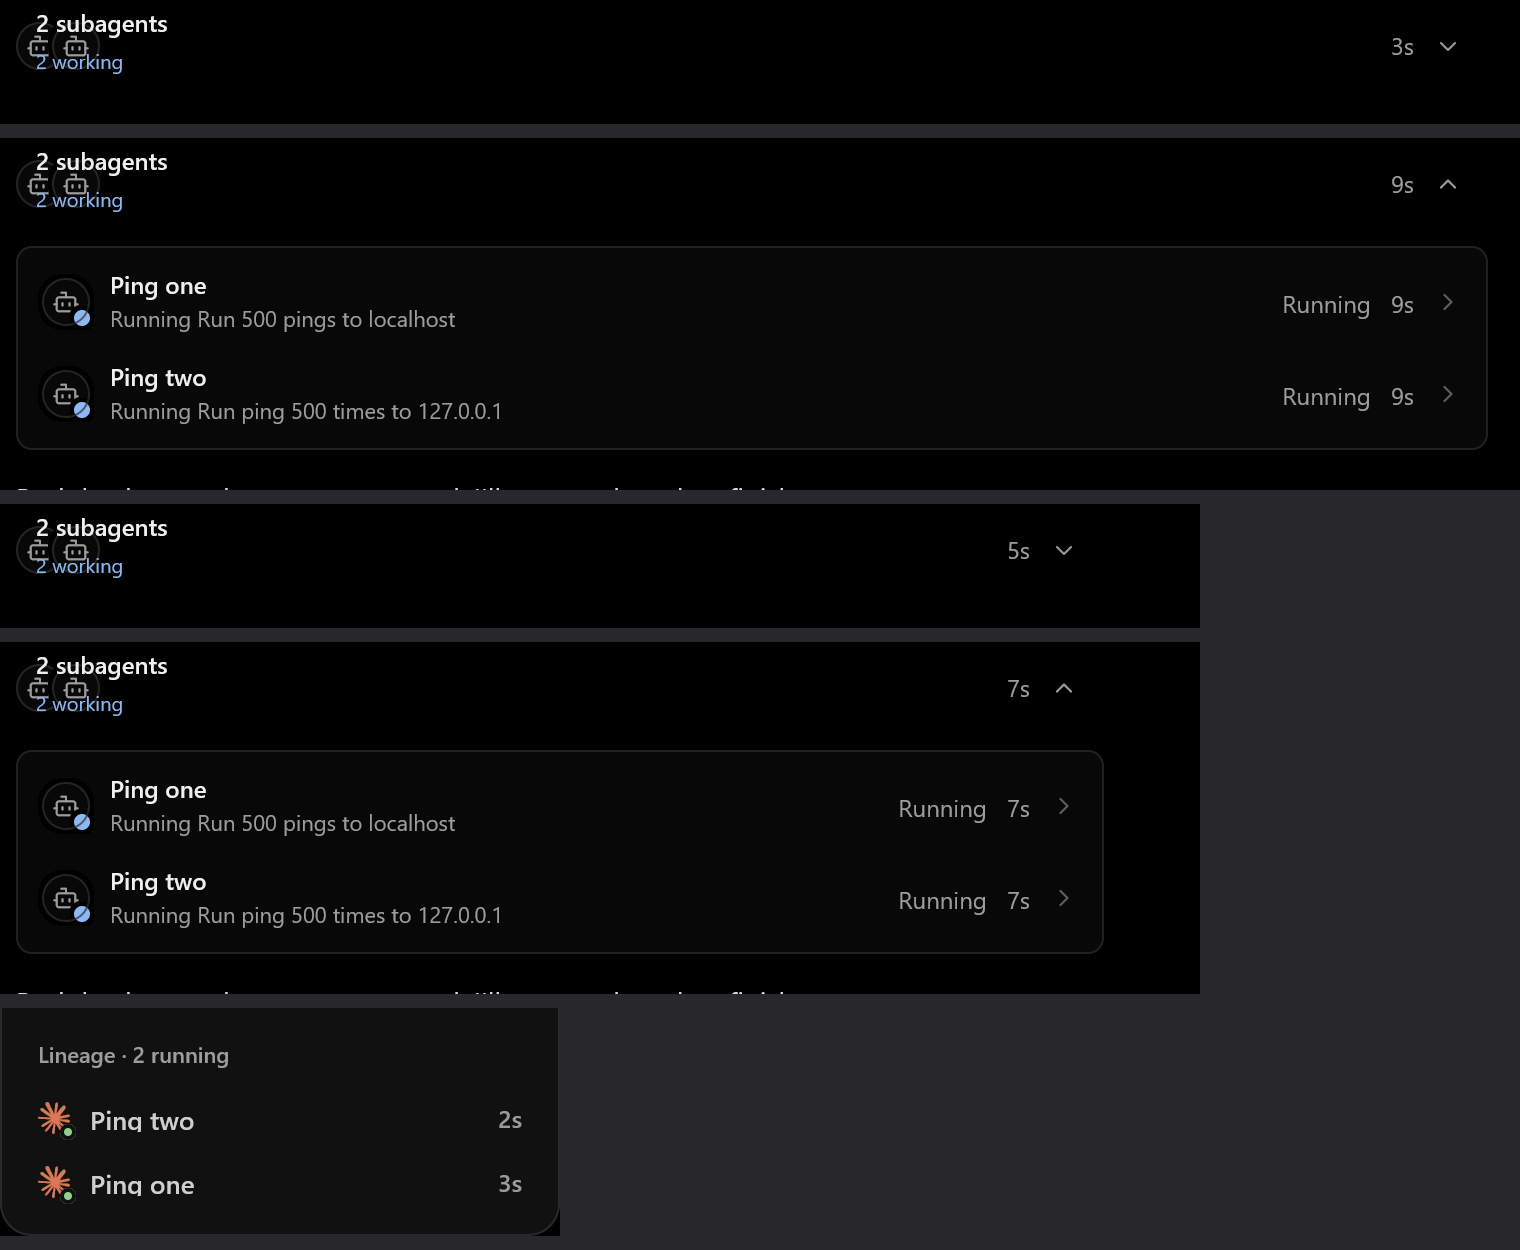 2 subagents
2 working
3s
2 subagents
2 working
9s
Ping one
Running Run 500 pings to localhost
Running 9s
Ping two
Running Run ping 500 times to 127.0.0.1
Running 9s
2 subagents
2 working
5s
2 subagents
2 working
7s
Ping one
Running Run 500 pings to localhost
Running 7s
Ping two
Running Run ping 500 times to 127.0.0.1
Running 7s
Lineage · 2 running
Ping two
2s
Ping one
3s